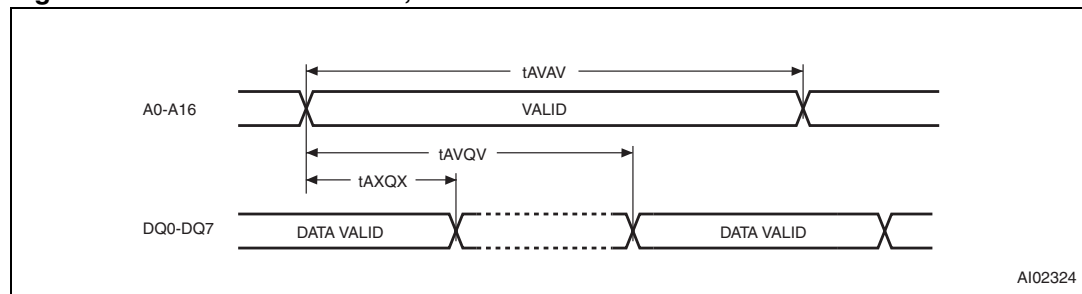 tAVAV
A0-A16 VALID
tAVQV
tAXQX
DQ0-DQ7 DATA VALID DATA VALID
AI02324